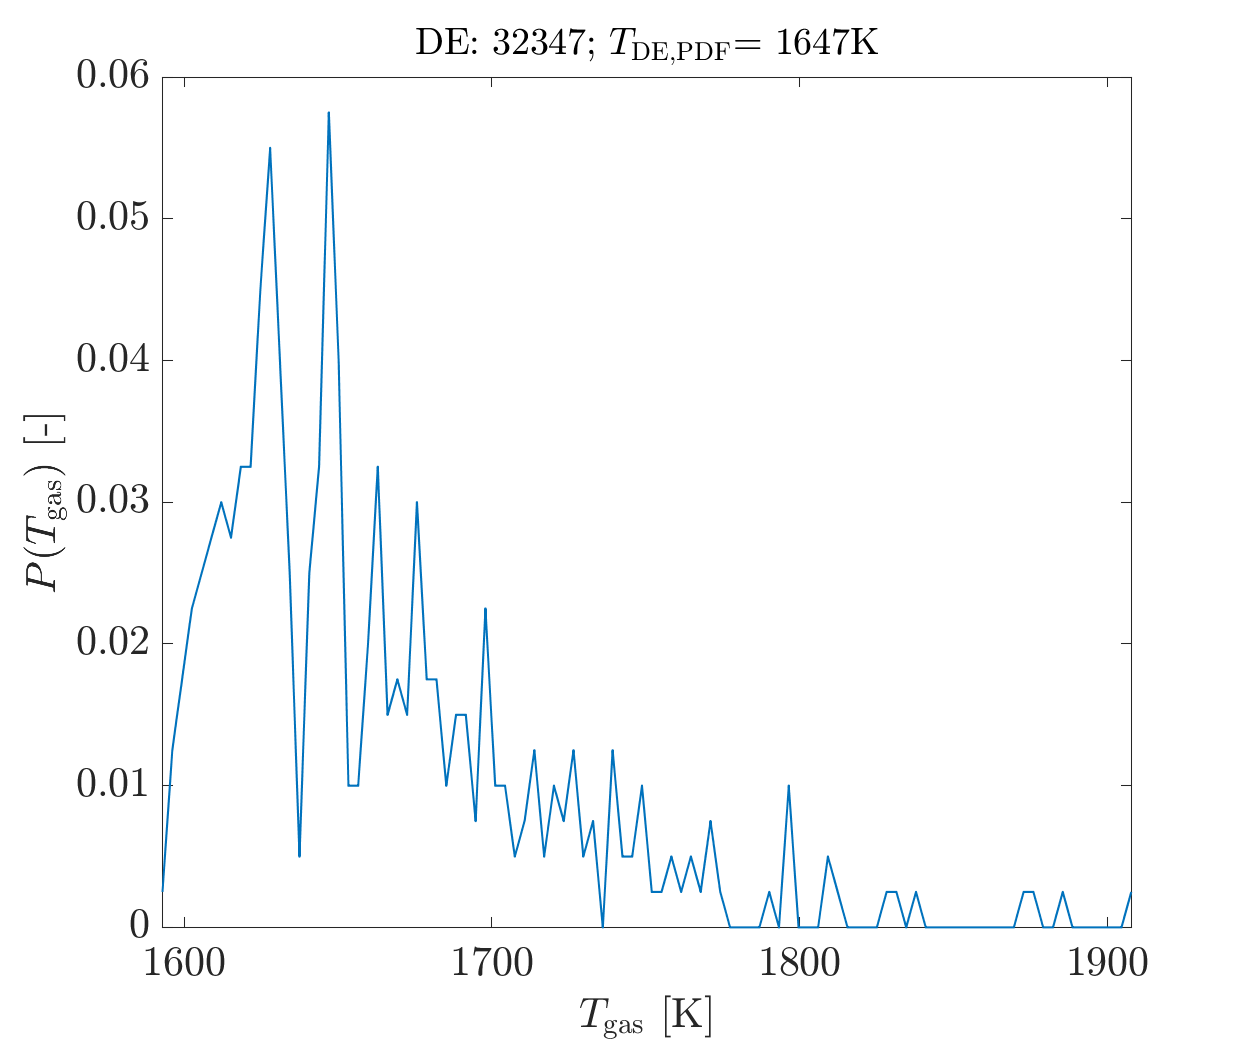 DE: 32347; T_DE,PDF= 1647K
0.06
0.05
0.04
0.03
0.02
0.01
0
P(T_gas) [-]
1600 1700 1800 1900
T_gas [K]